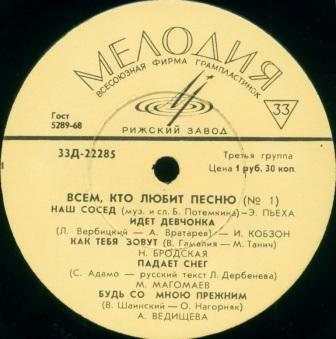 МЕЛОДИЯ
ВСЕСОЮЗНАЯ ФИРМА ГРАМПЛАСТИНОК
33
Гост
5289-68
РИЖСКИЙ ЗАВОД
33Д-22285
Третья группа
Цена 1 руб. 30 коп.
ВСЕМ, КТО ЛЮБИТ ПЕСНЮ (№ 1)
НАШ СОСЕД (муз. и сл. Б. Потемкина)-Э. ПЬЕХА
ИДЕТ ДЕВЧОНКА
(Л. Вербицкий — А. Вратарев) — И. КОБЗОН
КАК ТЕБЯ ЗОВУТ (В. Гамалия — М. Танич)
Н. БРОДСКАЯ
ПАДАЕТ СНЕГ
(С. Адамо — русский текст Л. Дербенева)
М. МАГОМАЕВ
БУДЬ СО МНОЮ ПРЕЖНИМ
(В. Шаинский — О. Нагорняк)
А. ВЕДИЩЕВА